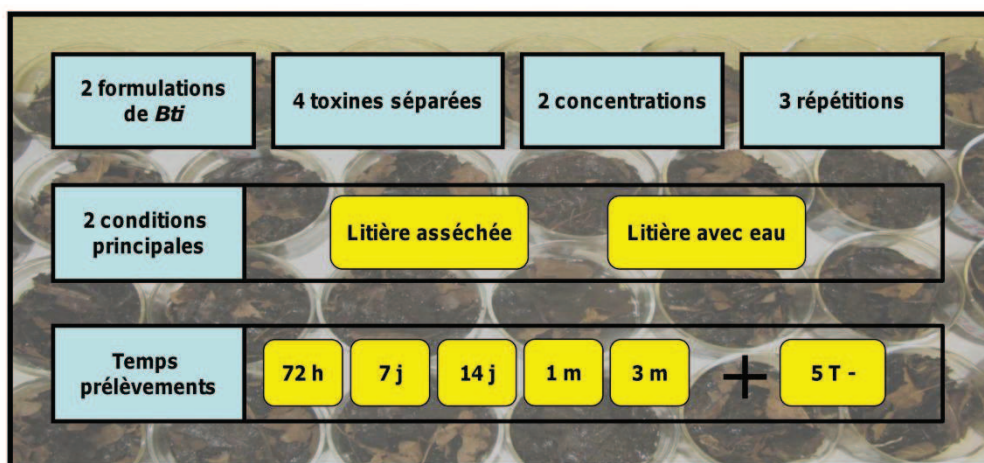 2 formulations
de Bti
4 toxines séparées
2 concentrations
3 répétitions
2 conditions
principales
Litière asséchée
Litière avec eau
Temps
prélèvements
72 h
7 j
14 j
1 m
3 m
+
5 T -